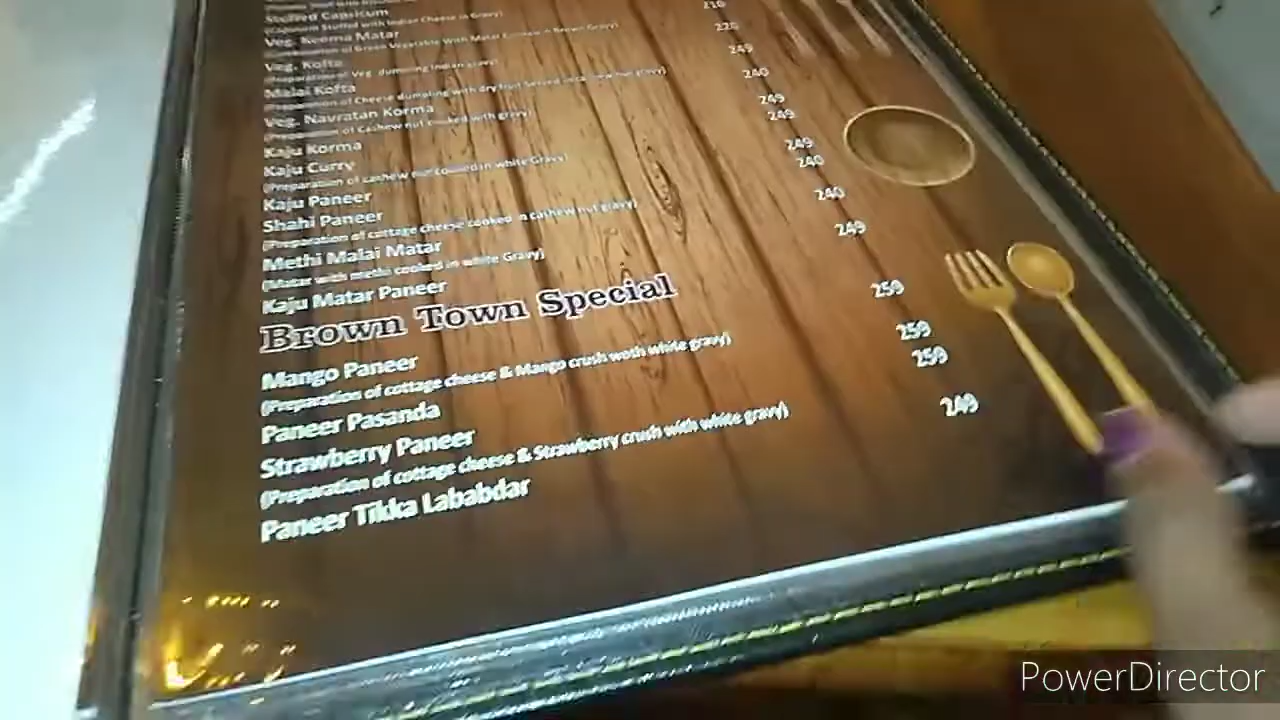 Stuffed Capsicum
(Capsicum Stuffed with Indian Cheese in Gravy)
Veg. Keema Matar 210
of Green Vegetable With Matar in Brown Gravy)
Veg. Kofta 220
(Preparation of Veg. dumpling Indian gravy)
Malai Kofta 249
(Preparation of Cheese dumpling with dry fruit Served in cashew nut gravy)
Veg. Navratan Korma 240
(Preparation of Cashew nut cooked with gravy)
Kaju Korma 249
Kaju Curry 249
(Preparation of cashew nut cooked in white Gravy)
Kaju Paneer 249
Shahi Paneer 240
(Preparation of cottage cheese cooked in cashew nut gravy)
Methi Malai Matar 240
(Matar with methi cooked in white Gravy)
Kaju Matar Paneer 249
Brown Town Special
Mango Paneer 259
(Preparation of cottage cheese & Mango crush woth white gravy)
Paneer Pasanda 259
Strawberry Paneer 259
(Preparation of cottage cheese & Strawberry crush with white gravy)
Paneer Tikka Lababdar 249
PowerDirector